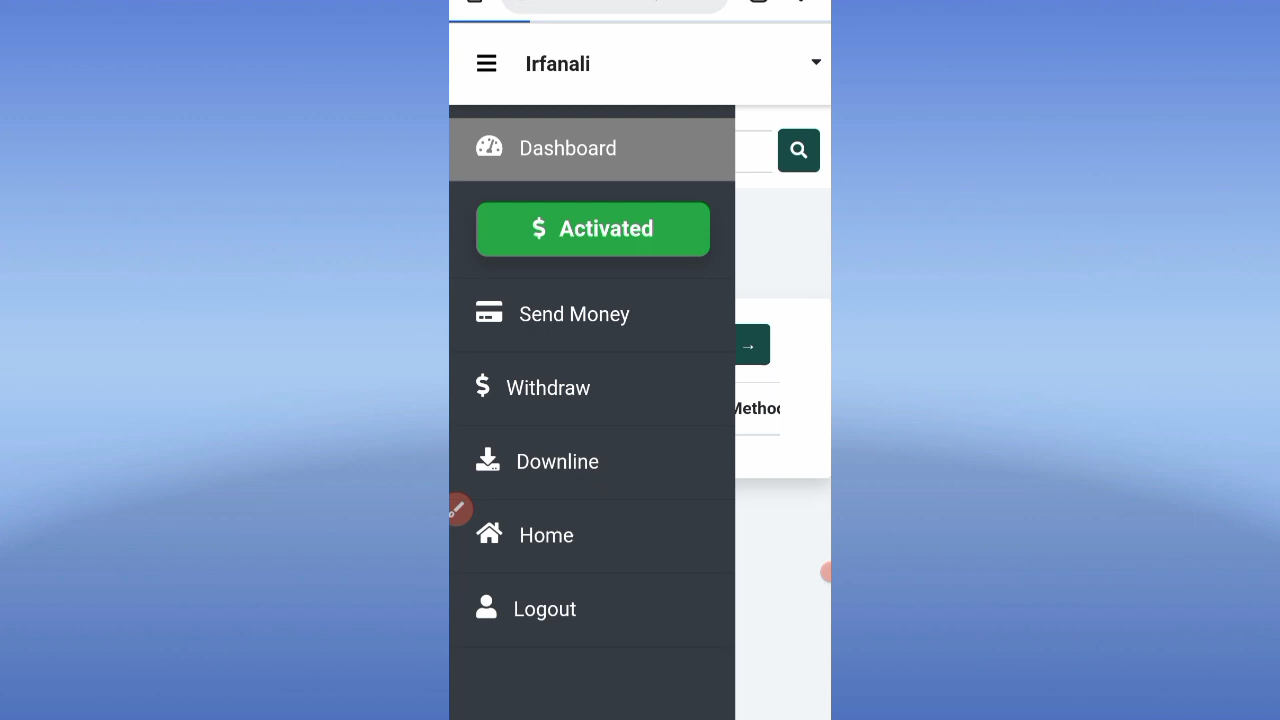 Irfanali
Dashboard
$ Activated
Send Money
→
$ Withdraw
Downline
Home
Logout